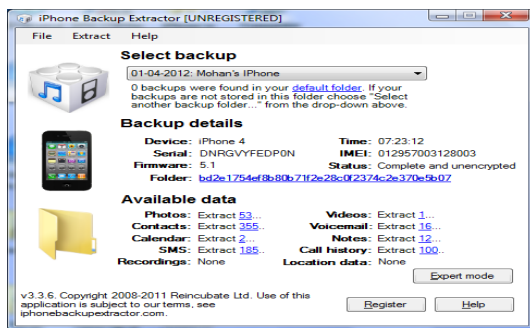 iPhone Backup Extractor [UNREGISTERED]
File Extract Help
Select backup
01-04-2012: Mohan's IPhone
0 backups were found in your default folder. If your
backups are not stored in this folder choose "Select
another backup folder..." from the drop-down above.
Backup details
Device: iPhone 4 Time: 07:23:12
Serial: DNRGVYFEDP0N IMEI: 012957003128003
Firmware: 5.1 Status: Complete and unencrypted
Folder: bd2e1754ef8b80b71f2e28c0f2374c2e370e5b07
Available data
Photos: Extract 53... Videos: Extract 1...
Contacts: Extract 355.. Voicemail: Extract 16...
Calendar: Extract 2... Notes: Extract 12...
SMS: Extract 185.. Call history: Extract 100..
Recordings: None Location data: None
Expert mode
v3.3.6. Copyright 2008-2011 Reincubate Ltd. Use of this
application is subject to our terms, see
iphonebackupextractor.com.
Register Help